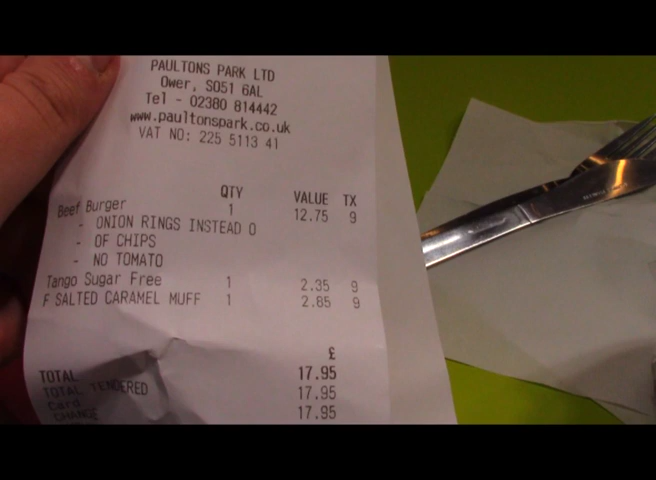 PAULTONS PARK LTD
Ower, SO51 6AL
Tel - 02380 814442
www.paultonspark.co.uk
VAT NO: 225 5113 41
QTY VALUE TX
Beef Burger 1 12.75 9
- ONION RINGS INSTEAD O
- OF CHIPS
- NO TOMATO
Tango Sugar Free 1 2.35 9
F SALTED CARAMEL MUFF 1 2.85 9
£
TOTAL 17.95
TOTAL TENDERED 17.95
Card 17.95
CHANGE